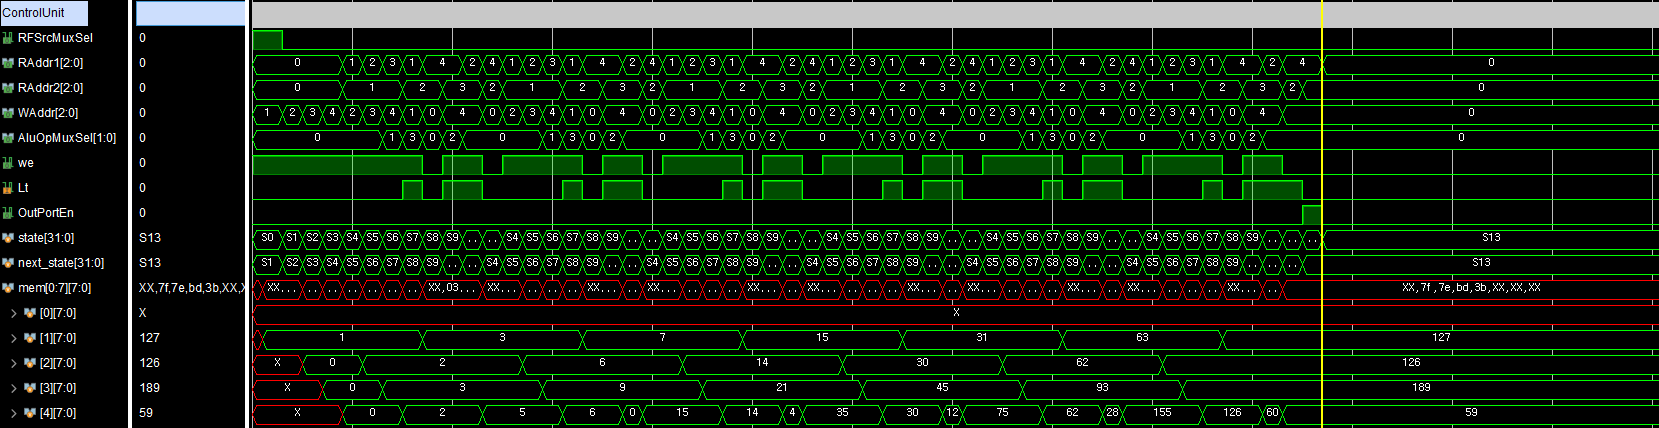 ControlUnit
RFSrcMuxSel 0
RAddr1[2:0] 0 0 1 2 3 1 4 2 4 1 2 3 1 4 2 4 1 2 3 1 4 2 4 1 2 3 1 4 2 4 1 2 3 1 4 2 4 1 2 3 1 4 2 4 0
RAddr2[2:0] 0 0 1 2 3 2 1 2 3 2 1 2 3 2 1 2 3 2 1 2 3 2 1 2 3 2 0
WAddr[2:0] 0 1 2 3 4 2 3 4 1 0 4 2 3 4 1 0 4 2 3 4 1 0 4 2 3 4 1 0 4 2 3 4 1 0 4 2 3 4 1 0 4 0
AluOpMuxSel[1:0] 0 0 1 3 0 2 0 1 3 0 2 0 1 3 0 2 0 1 3 0 2 0 1 3 0 2 0 1 3 0 2 0
we 0
Lt 0
OutPortEn 0
state[31:0] S13 S0 S1 S2 S3 S4 S5 S6 S7 S8 S9 ... ... S4 S5 S6 S7 S8 S9 ... ... S4 S5 S6 S7 S8 S9 ... ... S4 S5 S6 S7 S8 S9 ... ... S4 S5 S6 S7 S8 S9 ... ... S4 S5 S6 S7 S8 S9 ... ... ... S13
next_state[31:0] S13 S1 S2 S3 S4 S5 S6 S7 S8 S9 ... ... S4 S5 S6 S7 S8 S9 ... ... S4 S5 S6 S7 S8 S9 ... ... S4 S5 S6 S7 S8 S9 ... ... S4 S5 S6 S7 S8 S9 ... ... S4 S5 S6 S7 S8 S9 ... ... S13
mem[0:7][7:0] XX,7f,7e,bd,3b,XX, XX... XX,03... XX... XX... XX... XX... XX... XX... XX... XX... XX,7f,7e,bd,3b,XX,XX,XX
[0][7:0] X X
[1][7:0] 127 1 3 7 15 31 63 127
[2][7:0] 126 X 0 2 6 14 30 62 126
[3][7:0] 189 X 0 3 9 21 45 93 189
[4][7:0] 59 X 0 2 5 6 0 15 14 4 35 30 12 75 62 28 155 126 60 59